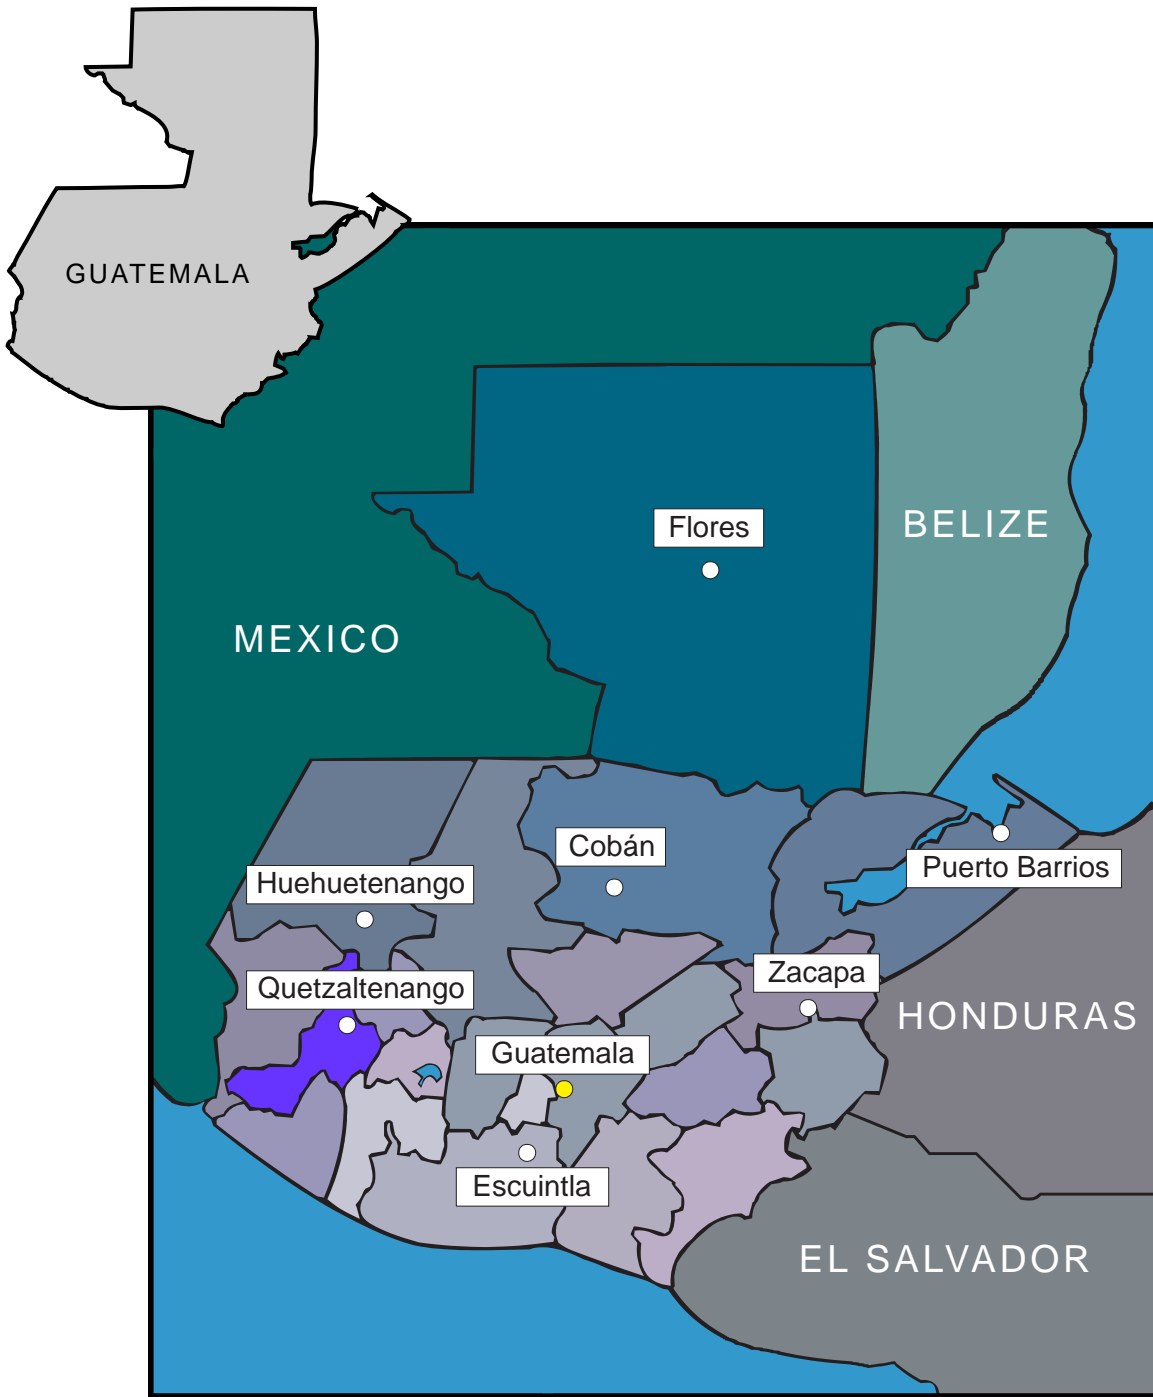 GUATEMALA
Flores
BELIZE
MEXICO
Cobán
Puerto Barrios
Huehuetenango
Zacapa
Quetzaltenango
HONDURAS
Guatemala
Escuintla
EL SALVADOR